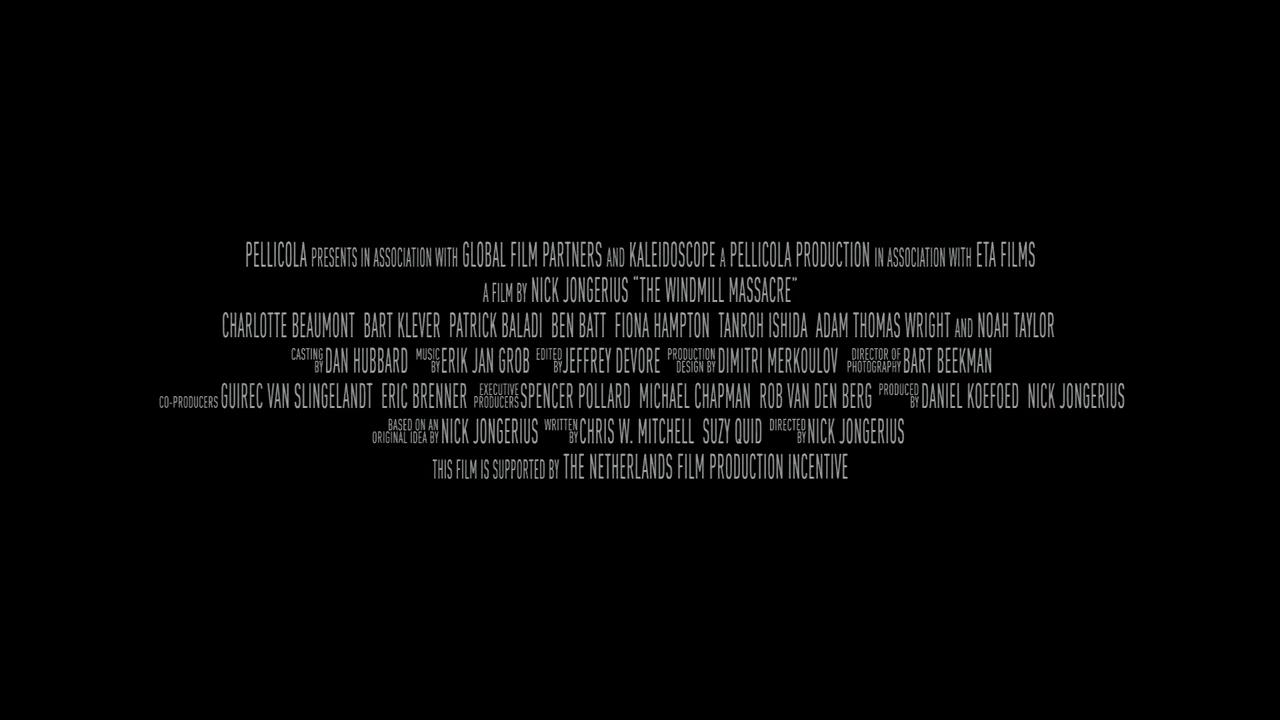 PELLICOLA PRESENTS IN ASSOCIATION WITH GLOBAL FILM PARTNERS AND KALEIDOSCOPE A PELLICOLA PRODUCTION IN ASSOCIATION WITH ETA FILMS
A FILM BY NICK JONGERIUS "THE WINDMILL MASSACRE"
CHARLOTTE BEAUMONT BART KLEVER PATRICK BALADI BEN BATT FIONA HAMPTON TANROH ISHIDA ADAM THOMAS WRIGHT AND NOAH TAYLOR
CASTING BY DAN HUBBARD MUSIC BY ERIK JAN GROB EDITED BY JEFFREY DEVORE PRODUCTION DESIGN BY DIMITRI MERKOULOV DIRECTOR OF PHOTOGRAPHY BART BEEKMAN
CO-PRODUCERS GUIREC VAN SLINGELANDT ERIC BRENNER EXECUTIVE PRODUCERS SPENCER POLLARD MICHAEL CHAPMAN ROB VAN DEN BERG PRODUCED BY DANIEL KOEFOED NICK JONGERIUS
BASED ON AN ORIGINAL IDEA BY NICK JONGERIUS WRITTEN BY CHRIS W. MITCHELL SUZY QUID DIRECTED BY NICK JONGERIUS
THIS FILM IS SUPPORTED BY THE NETHERLANDS FILM PRODUCTION INCENTIVE